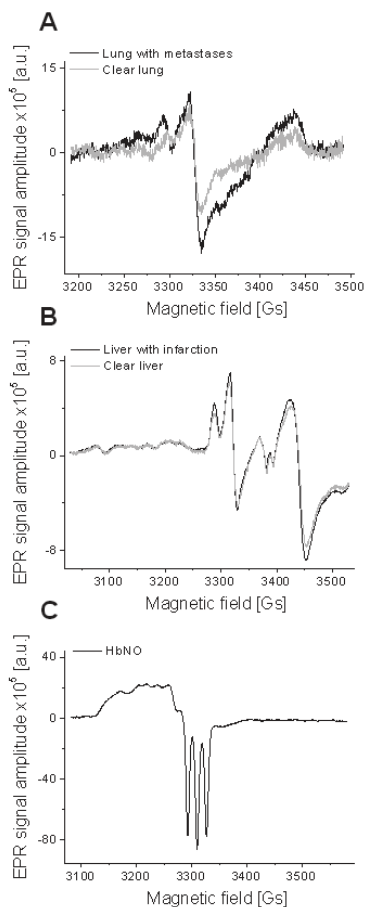 A
Lung with metastases
Clear lung
EPR signal amplitude x10⁵ [a.u.]
15
0
-15
3200 3250 3300 3350 3400 3450 3500
Magnetic field [Gs]
B
Liver with infarction
Clear liver
EPR signal amplitude x10⁵ [a.u.]
8
0
-8
3100 3200 3300 3400 3500
Magnetic field [Gs]
C
HbNO
EPR signal amplitude x10⁵ [a.u.]
40
0
-40
-80
3100 3200 3300 3400 3500
Magnetic field [Gs]